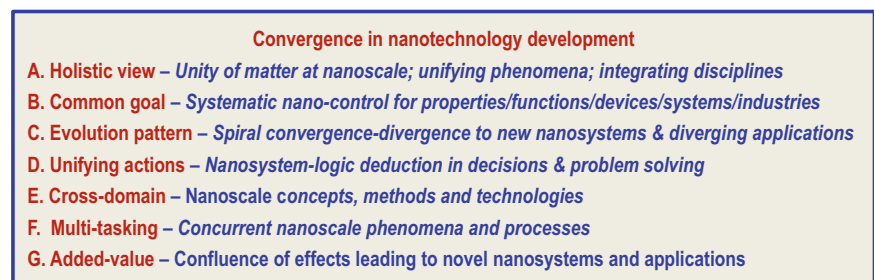 Convergence in nanotechnology development
A. Holistic view – Unity of matter at nanoscale; unifying phenomena; integrating disciplines
B. Common goal – Systematic nano-control for properties/functions/devices/systems/industries
C. Evolution pattern – Spiral convergence-divergence to new nanosystems & diverging applications
D. Unifying actions – Nanosystem-logic deduction in decisions & problem solving
E. Cross-domain – Nanoscale concepts, methods and technologies
F. Multi-tasking – Concurrent nanoscale phenomena and processes
G. Added-value – Confluence of effects leading to novel nanosystems and applications